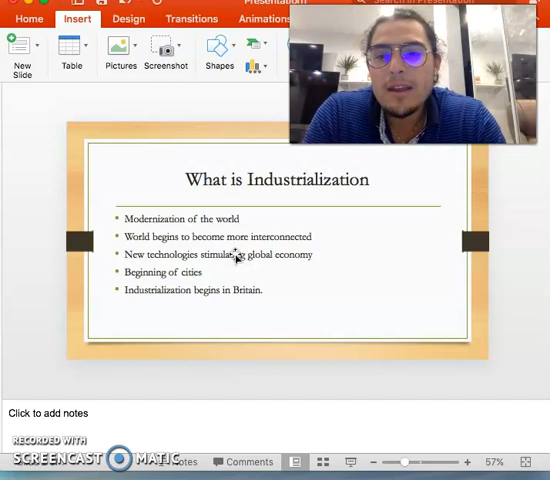 Presentation1
Search in Presentation
Home Insert Design Transitions Animations
New
Slide
Table
Pictures
Screenshot
Shapes
What is Industrialization
Modernization of the world
World begins to become more interconnected
New technologies stimulating global economy
Beginning of cities
Industrialization begins in Britain.
Click to add notes
RECORDED WITH
SCREENCAST MATIC
Notes
Comments
57%